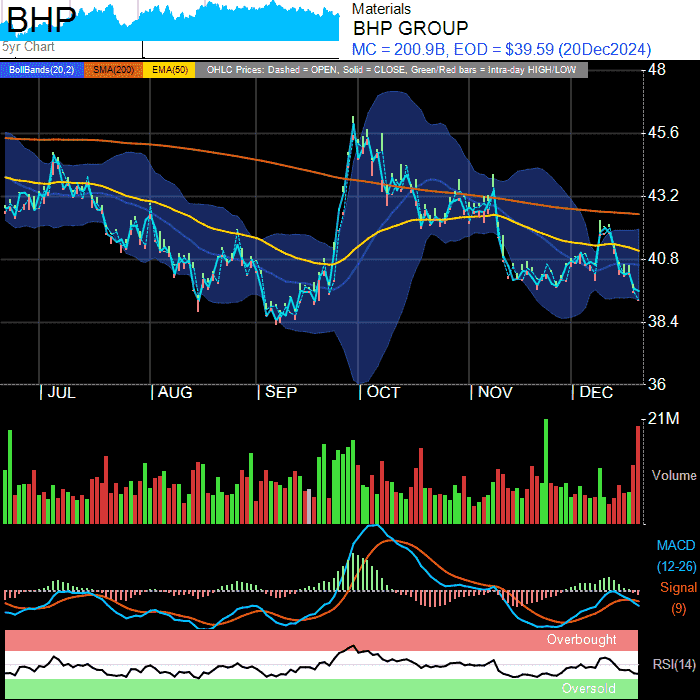 BHP
5yr Chart
Materials
BHP GROUP
MC = 200.9B, EOD = $39.59 (20Dec2024)
BollBands(20,2) SMA(200) EMA(50) OHLC Prices: Dashed = OPEN, Solid = CLOSE, Green/Red bars = Intra-day HIGH/LOW
48
45.6
43.2
40.8
38.4
36
JUL AUG SEP OCT NOV DEC
21M
Volume
MACD
(12-26)
Signal
(9)
Overbought
RSI(14)
Oversold